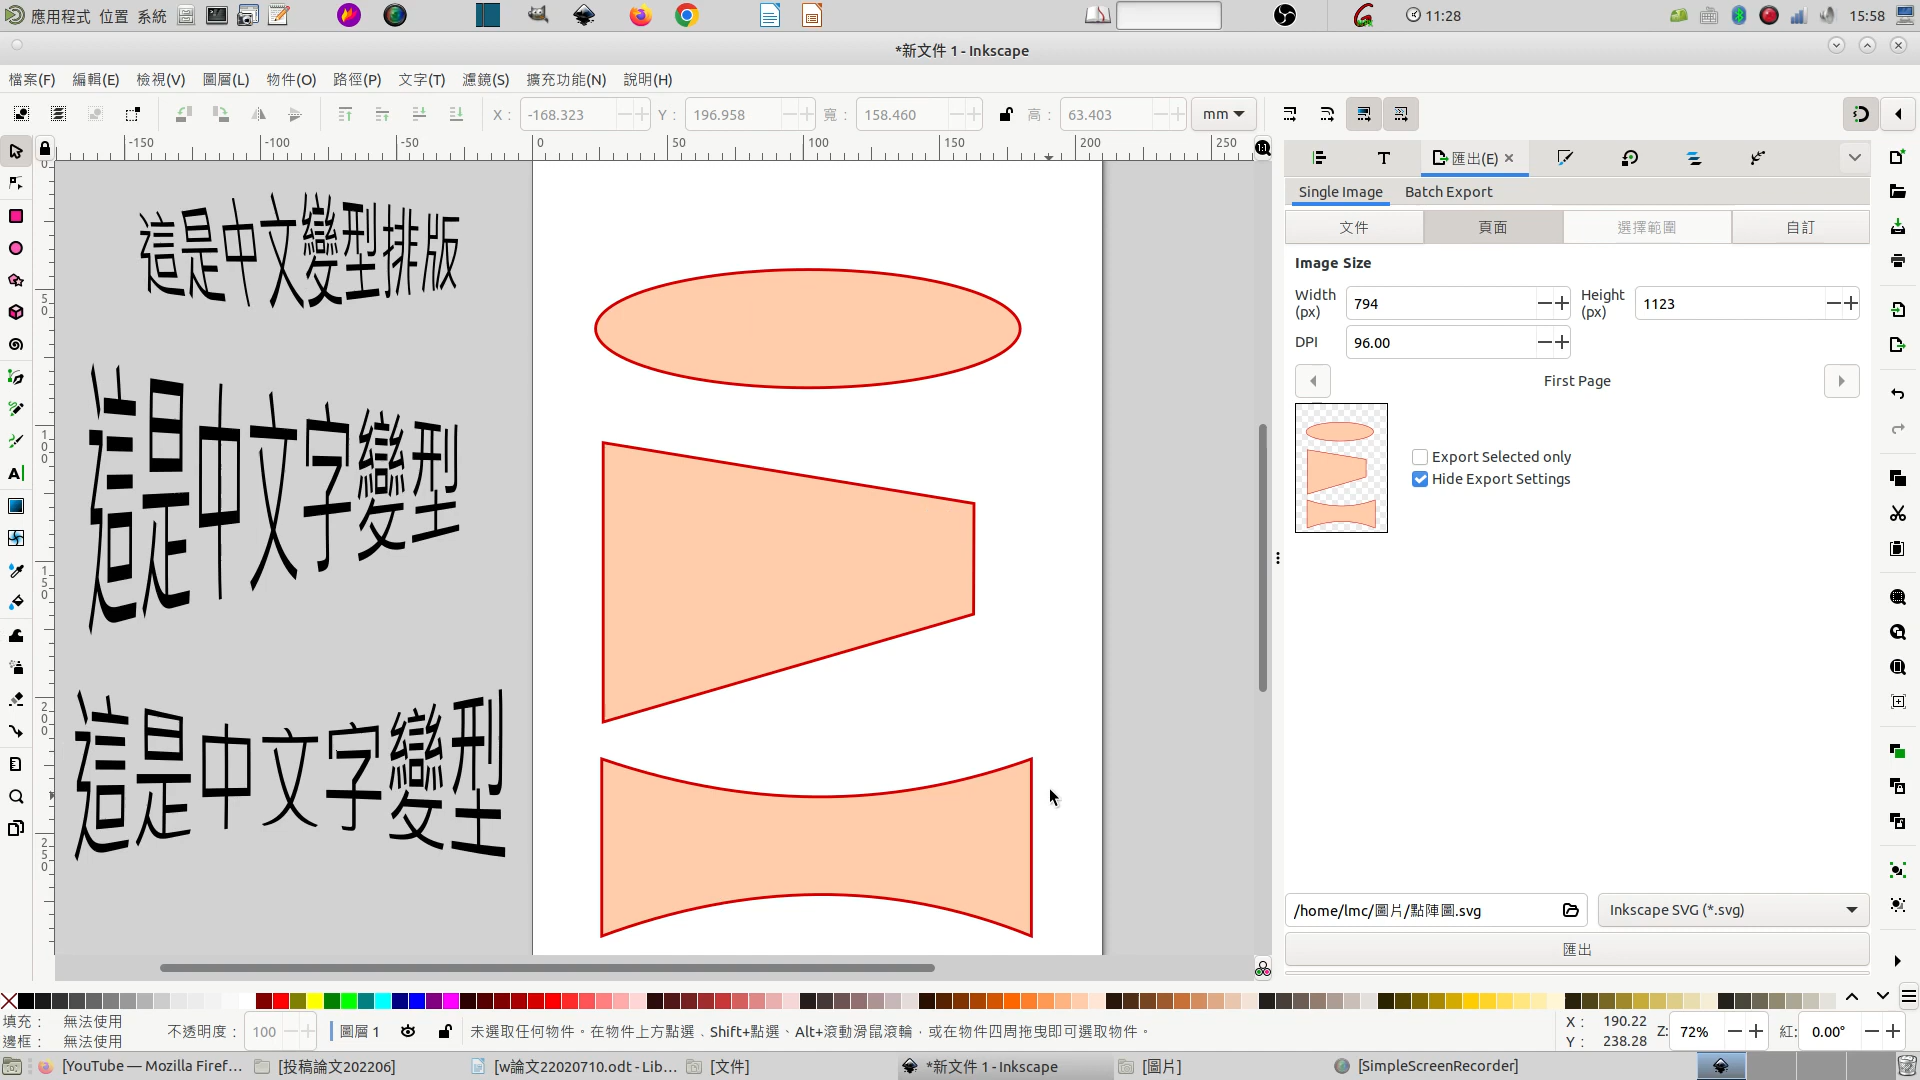 應用程式 位置 系統
11:28
15:58
*新文件 1 - Inkscape
檔案(F) 編輯(E) 檢視(V) 圖層(L) 物件(O) 路徑(P) 文字(T) 濾鏡(S) 擴充功能(N) 說明(H)
X： -168.323 Y： 196.958 寬： 158.460 高： 63.403 mm
-150 -100 -50 0 50 100 150 200 250
匯出(E)
Single Image Batch Export
文件 頁面 選擇範圍 自訂
Image Size
Width (px) 794 Height (px) 1123
DPI 96.00
First Page
Export Selected only
Hide Export Settings
0
50
100
150
200
250
這是中文變型排版
這是中文字變型
這是中文字變型
/home/lmc/圖片/點陣圖.svg Inkscape SVG (*.svg)
匯出
填充： 無法使用
邊框： 無法使用
不透明度： 100
圖層 1
未選取任何物件。在物件上方點選、Shift+點選、Alt+滾動滑鼠滾輪，或在物件四周拖曳即可選取物件。
X： 190.22
Y： 238.28
Z: 72%
紅: 0.00°
[YouTube — Mozilla Firef... [投稿論文202206] [w論文22020710.odt - Lib... [文件] *新文件 1 - Inkscape [圖片] [SimpleScreenRecorder]